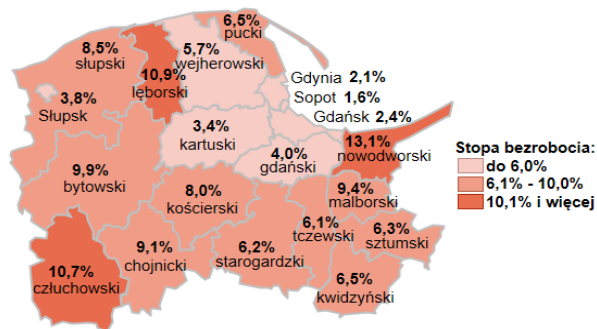 6,5%
pucki
8,5%
słupski
5,7%
wejherowski
10,9%
lęborski
Gdynia 2,1%
Sopot 1,6%
Gdańsk 2,4%
3,8%
Słupsk
3,4%
kartuski
4,0%
gdański
13,1%
nowodworski
Stopa bezrobocia:
do 6,0%
6,1% - 10,0%
10,1% i więcej
9,9%
bytowski
8,0%
kościerski
9,4%
malborski
6,1%
tczewski
6,3%
sztumski
9,1%
chojnicki
6,2%
starogardzki
10,7%
człuchowski
6,5%
kwidzyński